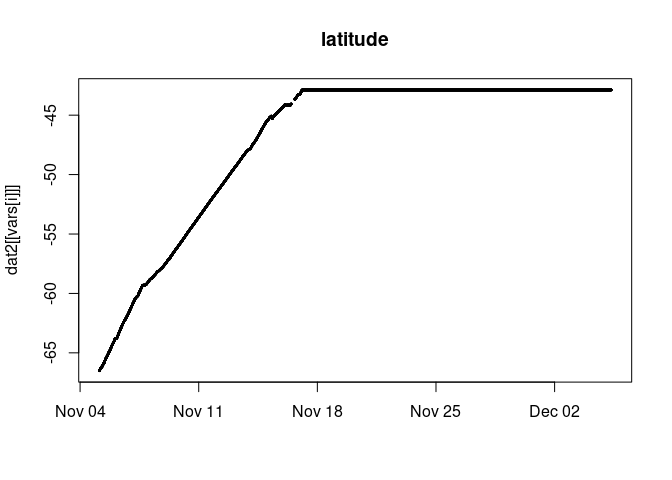 latitude
dat2[[vars[i]]]
-45
-50
-55
-60
-65
Nov 04
Nov 11
Nov 18
Nov 25
Dec 02